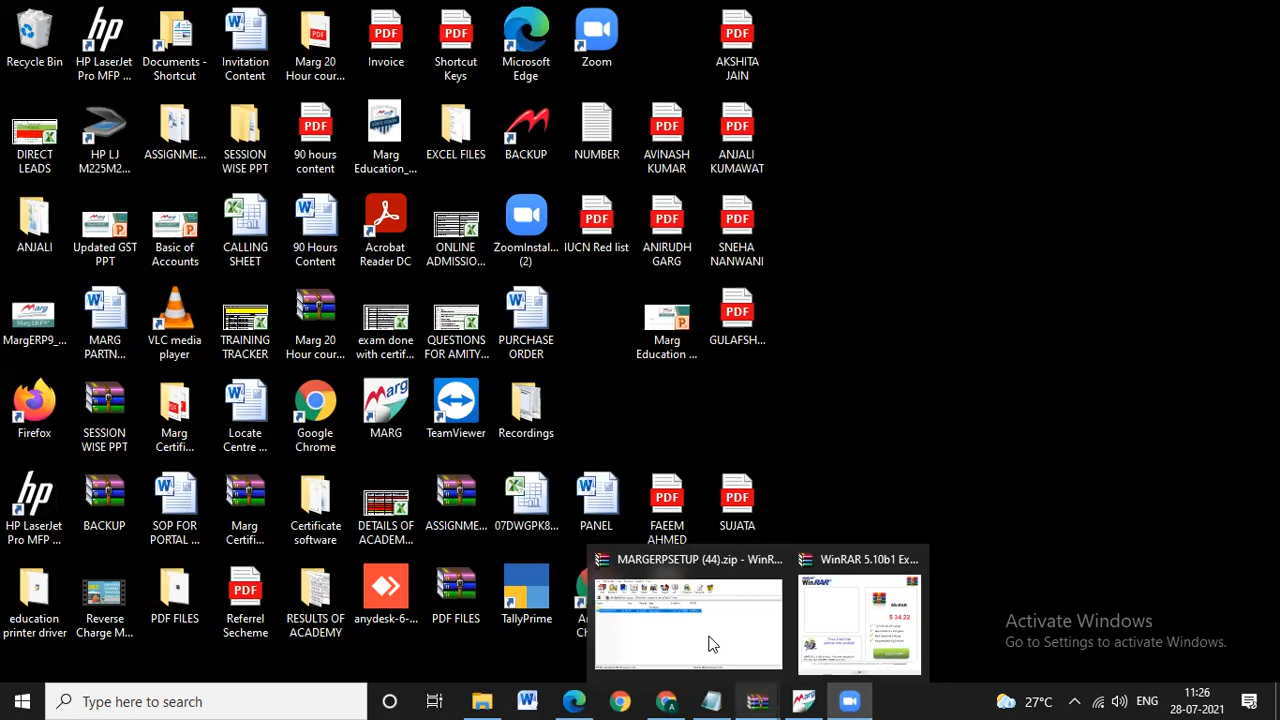 Recycle Bin
HP LaserJet
Pro MFP ...
Documents -
Shortcut
Invitation
Content
Marg 20
Hour cour...
Invoice
Shortcut
Keys
Microsoft
Edge
Zoom
AKSHITA
JAIN
DIRECT
LEADS
HP LJ
M225M2...
ASSIGNME...
SESSION
WISE PPT
90 hours
content
Marg
Education_...
EXCEL FILES
BACKUP
NUMBER
AVINASH
KUMAR
ANJALI
KUMAWAT
ANJALI
Updated GST
PPT
Basic of
Accounts
CALLING
SHEET
90 Hours
Content
Acrobat
Reader DC
ONLINE
ADMISSIO...
ZoomInstal...
(2)
IUCN Red list
ANIRUDH
GARG
SNEHA
NANWANI
MargERP9_...
MARG
PARTN...
VLC media
player
TRAINING
TRACKER
Marg 20
Hour cour...
exam done
with certif...
QUESTIONS
FOR AMITY...
PURCHASE
ORDER
Marg
Education ...
GULAFSH...
Firefox
SESSION
WISE PPT
Marg
Certifi...
Locate
Centre ...
Google
Chrome
MARG
TeamViewer
Recordings
HP LaserJet
Pro MFP ...
BACKUP
SOP FOR
PORTAL ...
Marg
Certifi...
Certificate
software
DETAILS OF
ACADEM...
ASSIGNME...
07DWGPK8...
PANEL
FAEEM
AHMED
SUJATA
MARGERPSETUP (44).zip - WinR...
WinRAR 5.10b1 Ex...
WinRAR
$ 34.22
Change M...
PDF FILES
Referral
Secheme
RESULTS OF
ACADEMY
anydesk-6-...
PDF FILES
TallyPrime
Activate Windows
Go to Settings to activate Windows.
Type here to search
27°C
ENG
11:26
28-07-2021